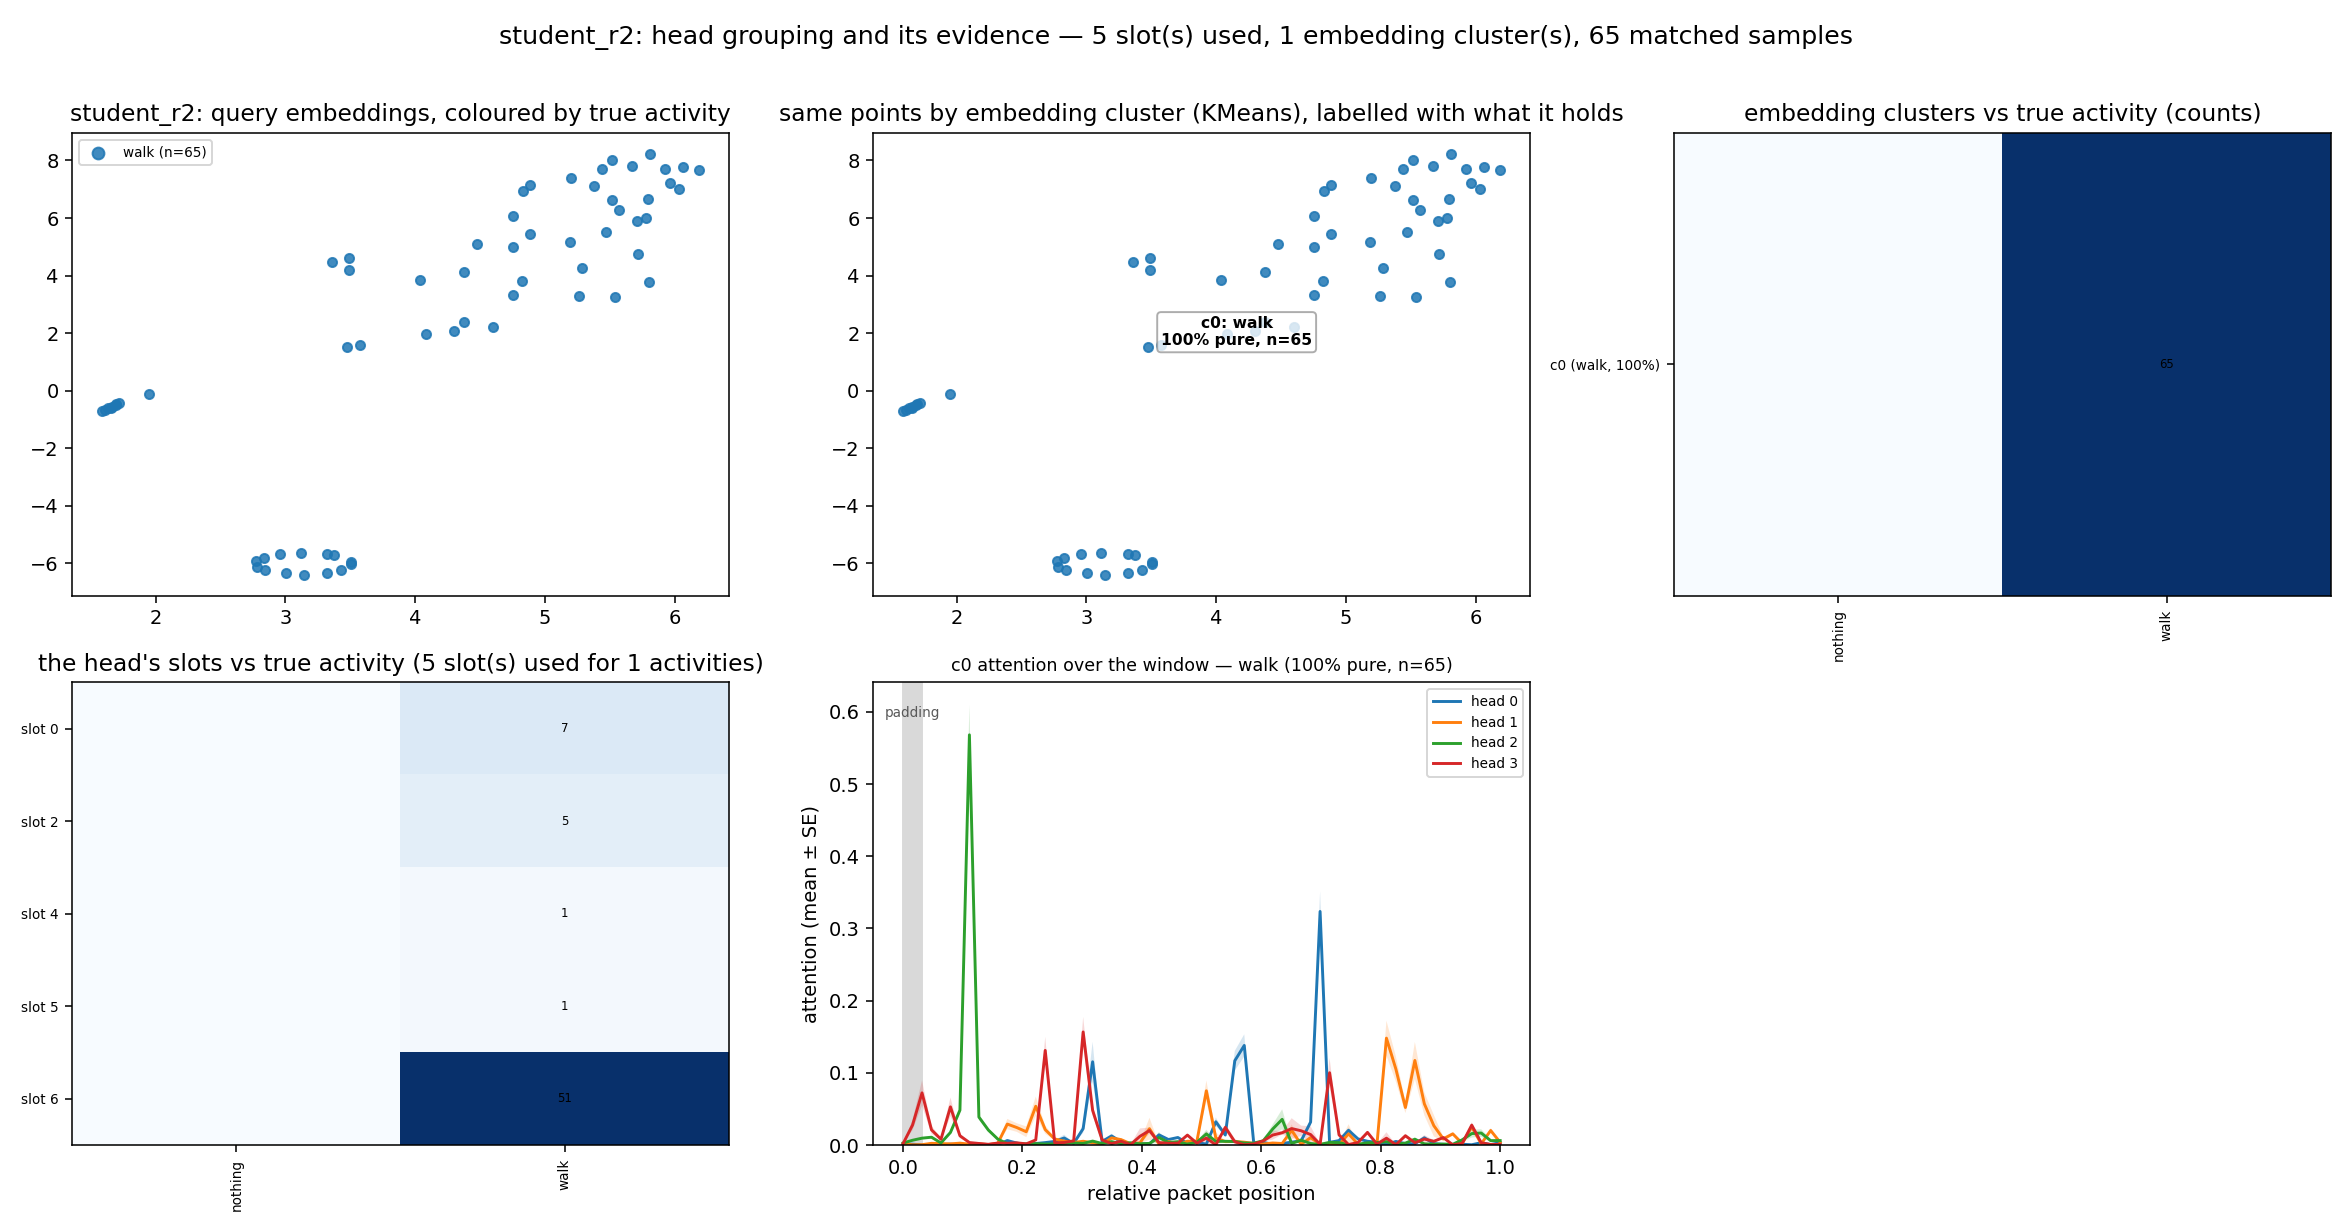 student_r2: head grouping and its evidence — 5 slot(s) used, 1 embedding cluster(s), 65 matched samples
student_r2: query embeddings, coloured by true activity
walk (n=65)
8
6
4
2
0
−2
−4
−6
2
3
4
5
6
same points by embedding cluster (KMeans), labelled with what it holds
c0: walk
100% pure, n=65
8
6
4
2
0
−2
−4
−6
2
3
4
5
6
embedding clusters vs true activity (counts)
c0 (walk, 100%)
65
nothing
walk
the head's slots vs true activity (5 slot(s) used for 1 activities)
slot 0
7
slot 2
5
slot 4
1
slot 5
1
slot 6
51
nothing
walk
c0 attention over the window — walk (100% pure, n=65)
padding
head 0
head 1
head 2
head 3
attention (mean ± SE)
0.6
0.5
0.4
0.3
0.2
0.1
0.0
0.0
0.2
0.4
0.6
0.8
1.0
relative packet position